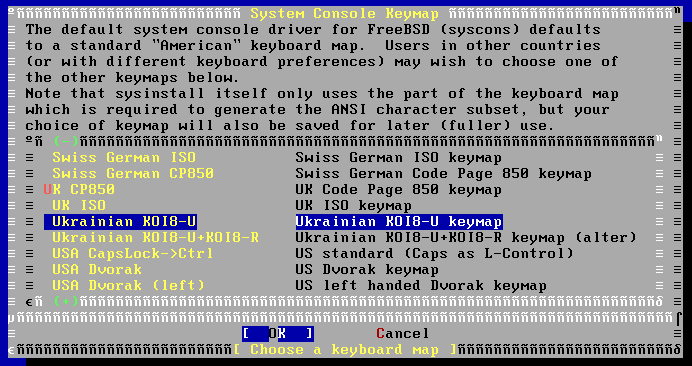 System Console Keymap
The default system console driver for FreeBSD (syscons) defaults
to a standard "American" keyboard map.  Users in other countries
(or with different keyboard preferences) may wish to choose one of
the other keymaps below.
Note that sysinstall itself only uses the part of the keyboard map
which is required to generate the ANSI character subset, but your
choice of keymap will also be saved for later (fuller) use.
(-)
Swiss German ISO Swiss German ISO keymap
Swiss German CP850 Swiss German Code Page 850 keymap
UK CP850 UK Code Page 850 keymap
UK ISO UK ISO keymap
Ukrainian KOI8-U Ukrainian KOI8-U keymap
Ukrainian KOI8-U+KOI8-R Ukrainian KOI8-U+KOI8-R keymap (alter)
USA CapsLock->Ctrl US standard (Caps as L-Control)
USA Dvorak US Dvorak keymap
USA Dvorak (left) US left handed Dvorak keymap
(+)
[ OK ] Cancel
[ Choose a keyboard map ]